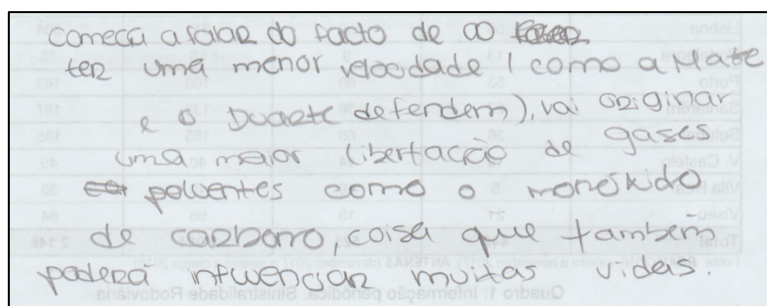 começa a falar do facto de ao
ter uma menor velocidade (como a Mate
e o Duarte defendem), vai originar
uma maior libertação de gases
poluentes como o monóxido
de carbono, coisa que também
poderá influenciar muitas vidas.